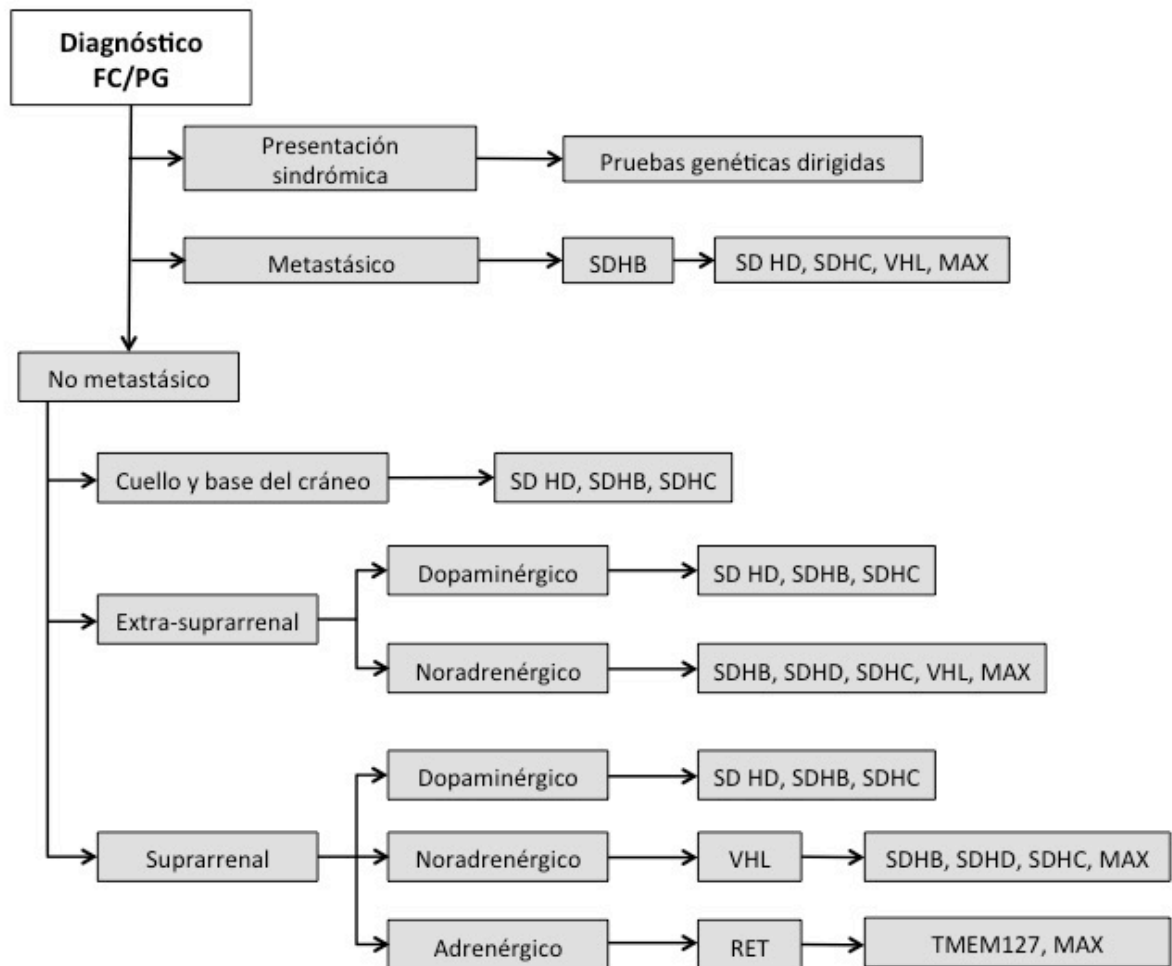 Diagnóstico
FC/PG
Presentación
sindrómica
Pruebas genéticas dirigidas
Metastásico
SDHB
SD HD, SDHC, VHL, MAX
No metastásico
Cuello y base del cráneo
SD HD, SDHB, SDHC
Extra-suprarrenal
Dopaminérgico
SD HD, SDHB, SDHC
Noradrenérgico
SDHB, SDHD, SDHC, VHL, MAX
Suprarrenal
Dopaminérgico
SD HD, SDHB, SDHC
Noradrenérgico
VHL
SDHB, SDHD, SDHC, MAX
Adrenérgico
RET
TMEM127, MAX